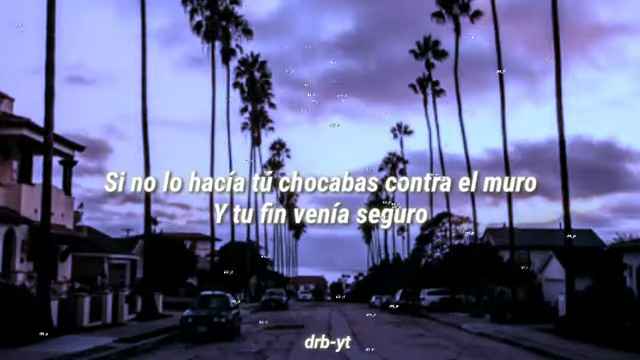 Si no lo hacía tú chocabas contra el muro
Y tu fin venía seguro
drb-yt